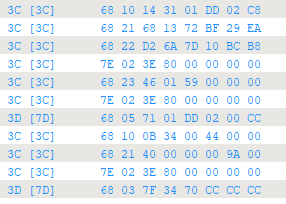 3C [3C] 68 10 14 31 01 DD 02 C8
3C [3C] 68 21 68 13 72 BF 29 EA
3C [3C] 68 22 D2 6A 7D 10 BC B8
3C [3C] 7E 02 3E 80 00 00 00 00
3C [3C] 68 23 46 01 59 00 00 00
3C [3C] 7E 02 3E 80 00 00 00 00
3D [7D] 68 05 71 01 DD 02 00 CC
3C [3C] 68 10 0B 34 00 44 00 00
3C [3C] 68 21 40 00 00 00 9A 00
3C [3C] 7E 02 3E 80 00 00 00 00
3D [7D] 68 03 7F 34 70 CC CC CC